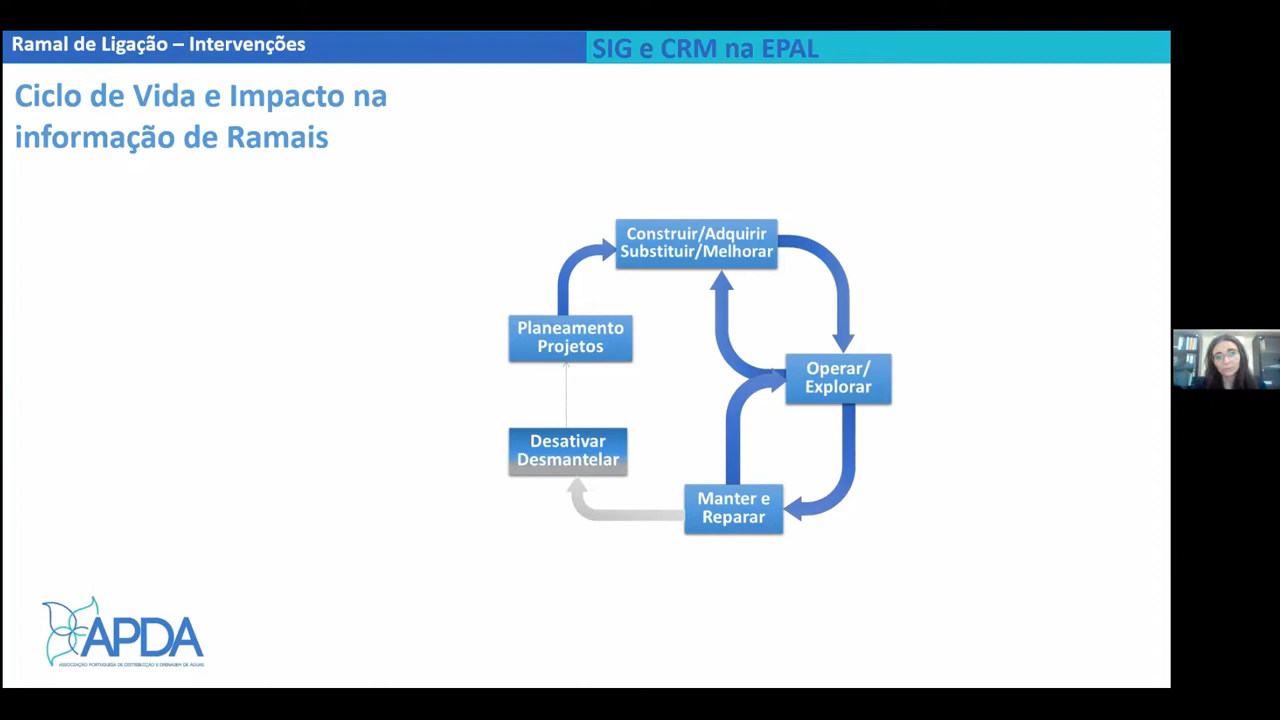 Ramal de Ligação – Intervenções
SIG e CRM na EPAL
Ciclo de Vida e Impacto na
informação de Ramais
Construir/Adquirir
Substituir/Melhorar
Planeamento
Projetos
Operar/
Explorar
Desativar
Desmantelar
Manter e
Reparar
APDA
ASSOCIAÇÃO PORTUGUESA DE DISTRIBUIÇÃO E DRENAGEM DE ÁGUAS